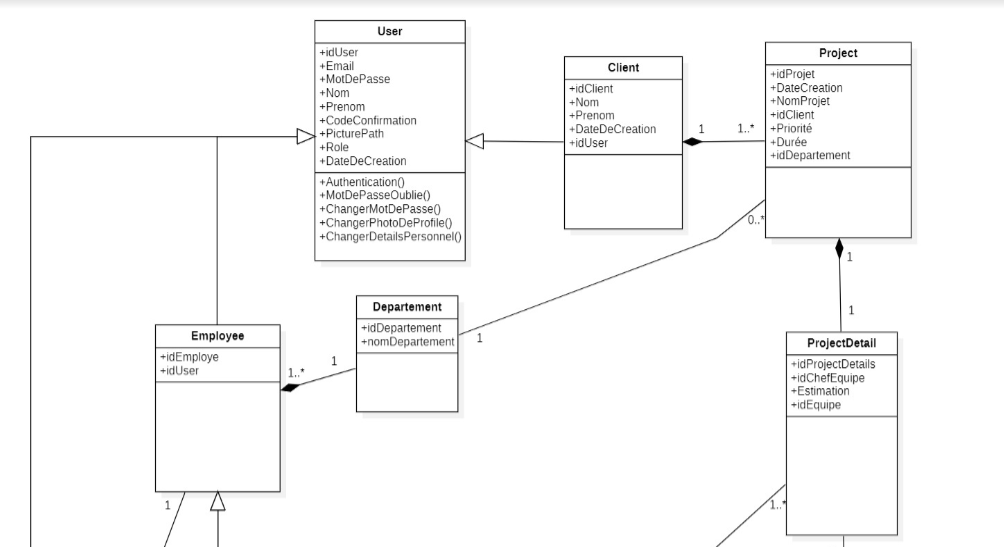 User
+idUser
+Email
+MotDePasse
+Nom
+Prenom
+CodeConfirmation
+PicturePath
+Role
+DateDeCreation
+Authentication()
+MotDePasseOublie()
+ChangerMotDePasse()
+ChangerPhotoDeProfile()
+ChangerDetailsPersonnel()
Client
+idClient
+Nom
+Prenom
+DateDeCreation
+idUser
1
1..*
Project
+idProjet
+DateCreation
+NomProjet
+idClient
+Priorité
+Durée
+idDepartement
0..*
1
1
Departement
+idDepartement
+nomDepartement
1
1
1..*
Employee
+idEmploye
+idUser
1
ProjectDetail
+idProjectDetails
+idChefEquipe
+Estimation
+idEquipe
1..*